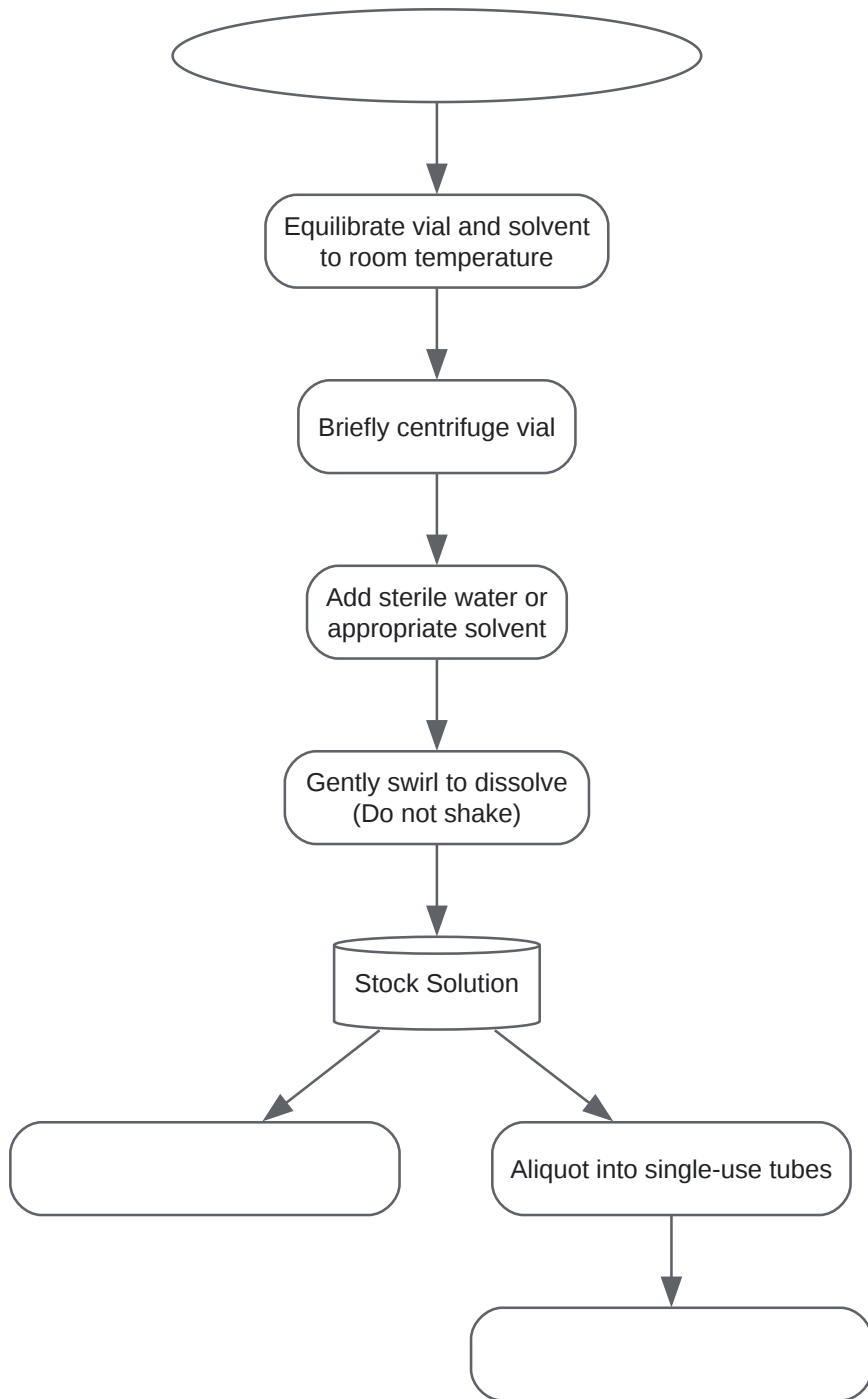 Equilibrate vial and solvent
to room temperature
Briefly centrifuge vial
Add sterile water or
appropriate solvent
Gently swirl to dissolve
(Do not shake)
Stock Solution
Aliquot into single-use tubes